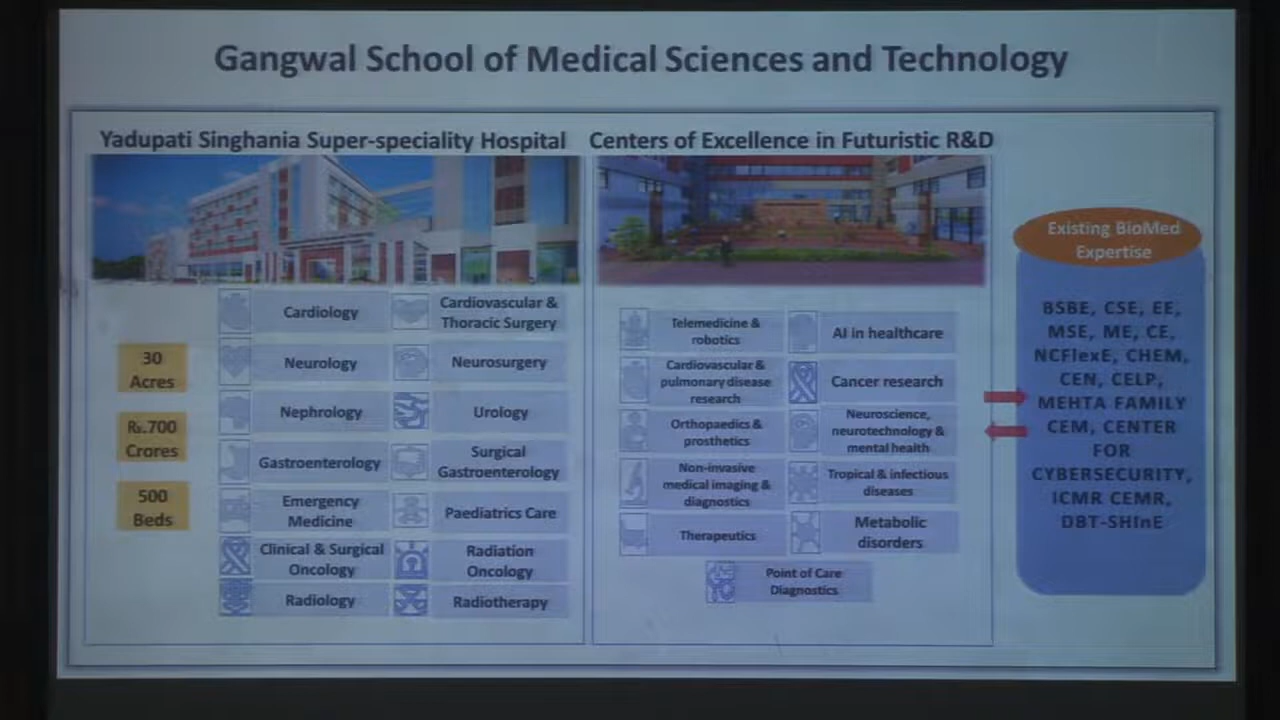 Gangwal School of Medical Sciences and Technology
Yadupati Singhania Super-speciality Hospital
30
Acres
Rs.700
Crores
500
Beds
Cardiology
Cardiovascular &
Thoracic Surgery
Neurology
Neurosurgery
Nephrology
Urology
Gastroenterology
Surgical
Gastroenterology
Emergency
Medicine
Paediatrics Care
Clinical & Surgical
Oncology
Radiation
Oncology
Radiology
Radiotherapy
Centers of Excellence in Futuristic R&D
Telemedicine &
robotics
AI in healthcare
Cardiovascular &
pulmonary disease
research
Cancer research
Orthopaedics &
prosthetics
Neuroscience,
neurotechnology &
mental health
Non-invasive
medical imaging &
diagnostics
Tropical & infectious
diseases
Therapeutics
Metabolic
disorders
Point of Care
Diagnostics
Existing BioMed
Expertise
BSBE, CSE, EE,
MSE, ME, CE,
NCFlexE, CHEM,
CEN, CELP,
MEHTA FAMILY
CEM, CENTER
FOR
CYBERSECURITY,
ICMR CEMR,
DBT-SHInE